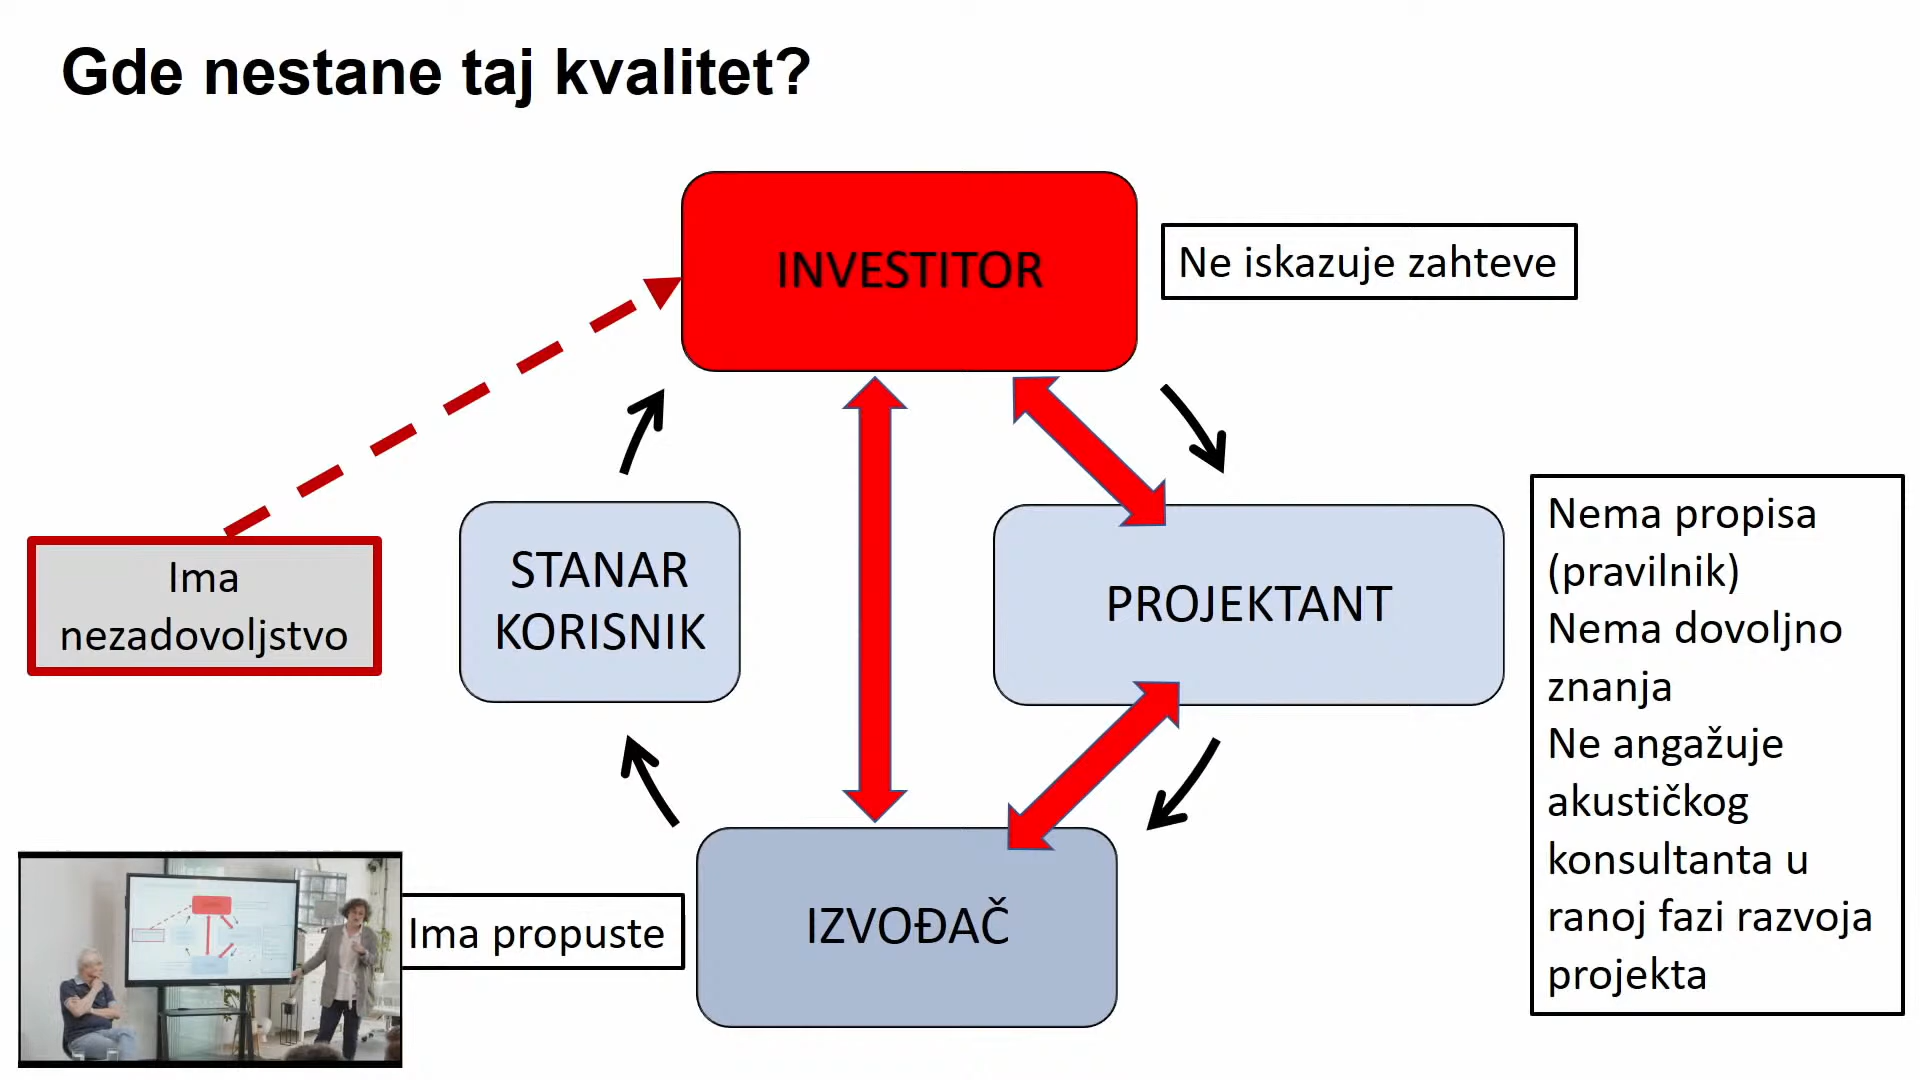 Gde nestane taj kvalitet?
INVESTITOR
Ne iskazuje zahteve
Ima
nezadovoljstvo
STANAR
KORISNIK
PROJEKTANT
Nema propisa
(pravilnik)
Nema dovoljno
znanja
Ne angažuje
akustičkog
konsultanta u
ranoj fazi razvoja
projekta
Ima propuste
IZVOĐAČ